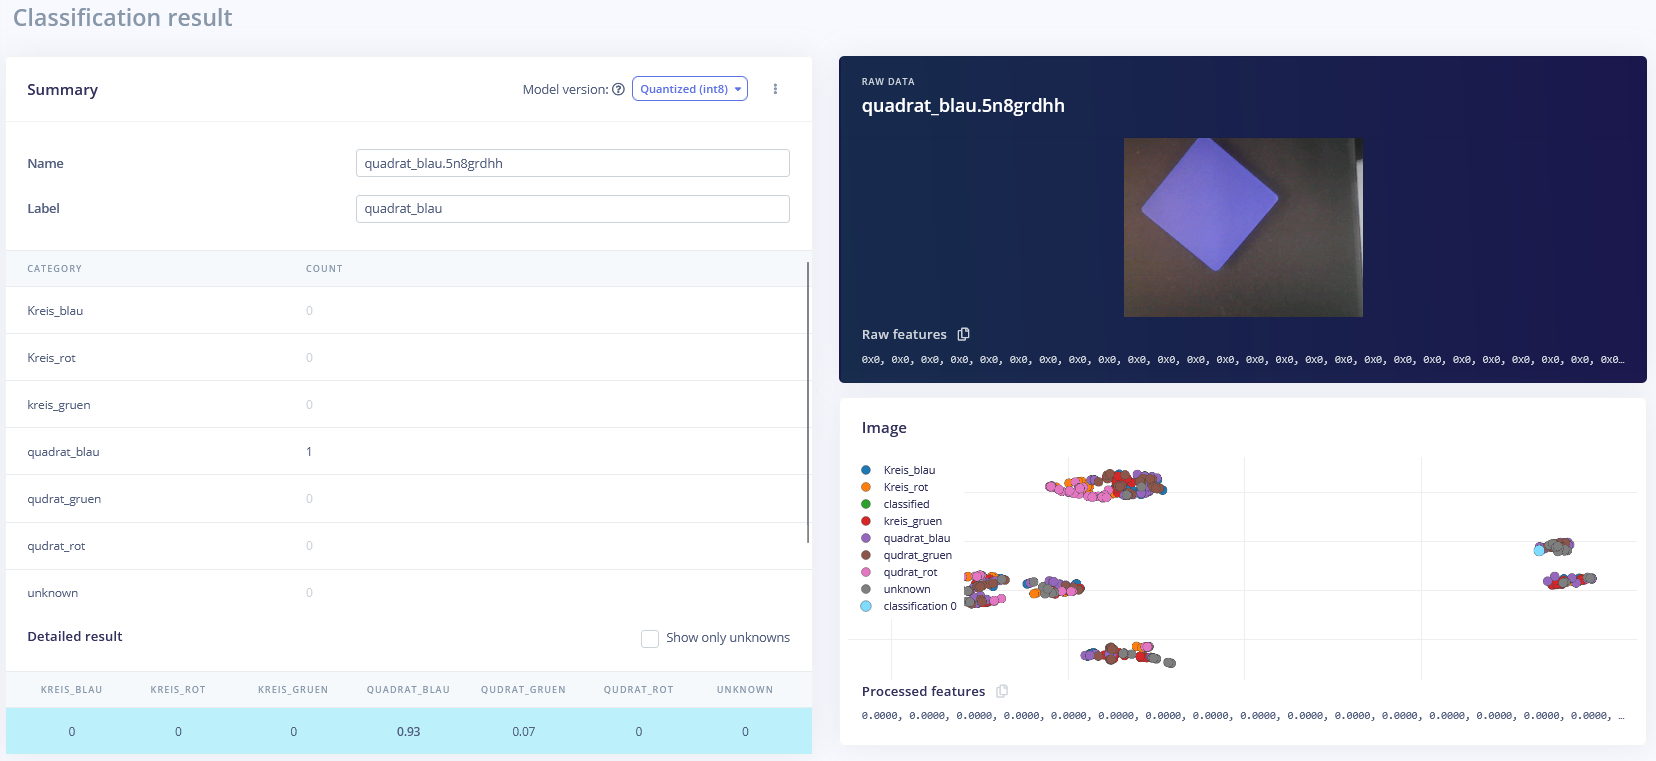 Classification result
Summary
Model version: ? Quantized (int8)
Name
quadrat_blau.5n8grdhh
Label
quadrat_blau
CATEGORY COUNT
Kreis_blau 0
Kreis_rot 0
kreis_gruen 0
quadrat_blau 1
qudrat_gruen 0
qudrat_rot 0
unknown 0
Detailed result
Show only unknowns
KREIS_BLAU KREIS_ROT KREIS_GRUEN QUADRAT_BLAU QUDRAT_GRUEN QUDRAT_ROT UNKNOWN
0 0 0 0.93 0.07 0 0
RAW DATA
quadrat_blau.5n8grdhh
Raw features
0x0, 0x0, 0x0, 0x0, 0x0, 0x0, 0x0, 0x0, 0x0, 0x0, 0x0, 0x0, 0x0, 0x0, 0x0, 0x0, 0x0, 0x0, 0x0, 0x0, 0x0, 0x0, 0x0, 0x0, 0x0, 0x0…
Image
Kreis_blau
Kreis_rot
classified
kreis_gruen
quadrat_blau
qudrat_gruen
qudrat_rot
unknown
classification 0
Processed features
0.0000, 0.0000, 0.0000, 0.0000, 0.0000, 0.0000, 0.0000, 0.0000, 0.0000, 0.0000, 0.0000, 0.0000, 0.0000, 0.0000, 0.0000, 0.0000, …